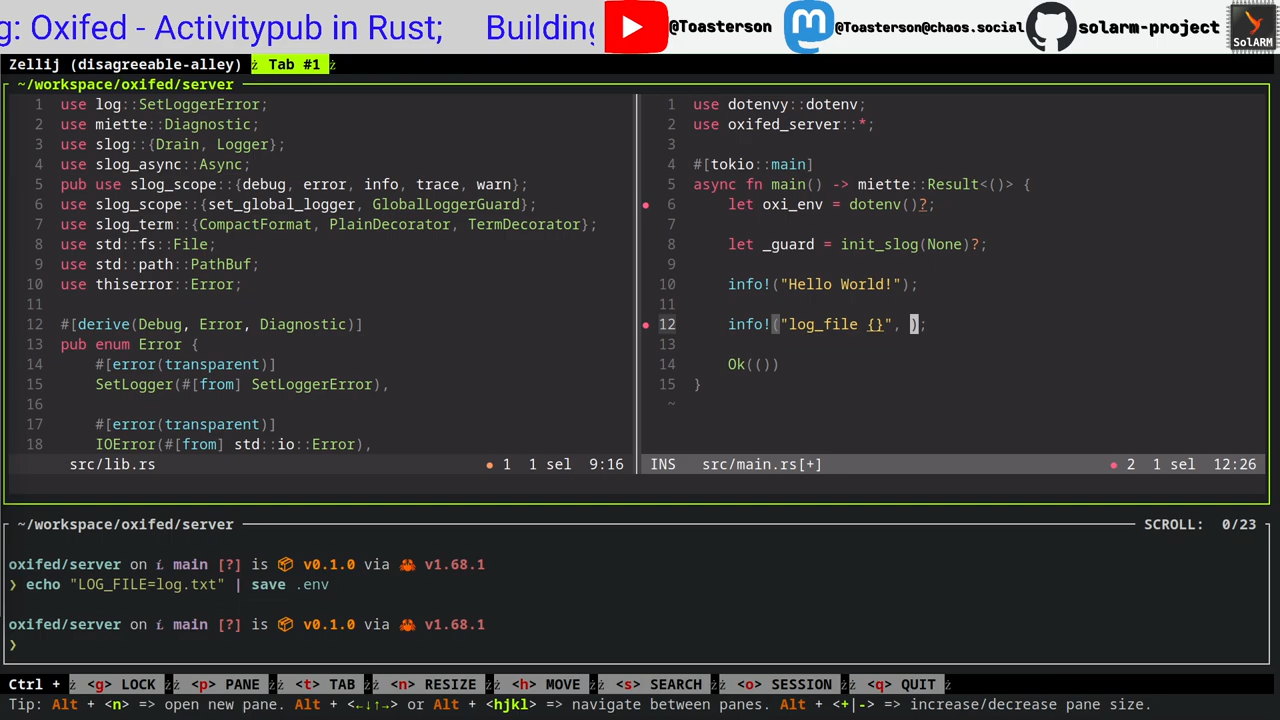 g: Oxifed - Activitypub in Rust;    Building
@Toasterson
@Toasterson@chaos.social
solarm-project
SolARM
Zellij (disagreeable-alley)  Tab #1
~/workspace/oxifed/server
1 use log::SetLoggerError;
2 use miette::Diagnostic;
3 use slog::{Drain, Logger};
4 use slog_async::Async;
5 pub use slog_scope::{debug, error, info, trace, warn};
6 use slog_scope::{set_global_logger, GlobalLoggerGuard};
7 use slog_term::{CompactFormat, PlainDecorator, TermDecorator};
8 use std::fs::File;
9 use std::path::PathBuf;
10 use thiserror::Error;
11
12 #[derive(Debug, Error, Diagnostic)]
13 pub enum Error {
14     #[error(transparent)]
15     SetLogger(#[from] SetLoggerError),
16
17     #[error(transparent)]
18     IOError(#[from] std::io::Error),
src/lib.rs ● 1  1 sel  9:16
1 use dotenvy::dotenv;
2 use oxifed_server::*;
3
4 #[tokio::main]
5 async fn main() -> miette::Result<()> {
● 6     let oxi_env = dotenv()?;
7
8     let _guard = init_slog(None)?;
9
10     info!("Hello World!");
11
● 12     info!("log_file {}", );
13
14     Ok(())
15 }
~
INS  src/main.rs[+] ● 2  1 sel  12:26
~/workspace/oxifed/server  SCROLL:  0/23
oxifed/server on main [?] is 📦 v0.1.0 via 🦀 v1.68.1
❯ echo "LOG_FILE=log.txt" | save .env
oxifed/server on main [?] is 📦 v0.1.0 via 🦀 v1.68.1
❯
Ctrl +  <g> LOCK  <p> PANE  <t> TAB  <n> RESIZE  <h> MOVE  <s> SEARCH  <o> SESSION  <q> QUIT
Tip: Alt + <n> => open new pane. Alt + <←↓↑→> or Alt + <hjkl> => navigate between panes. Alt + <+|-> => increase/decrease pane size.